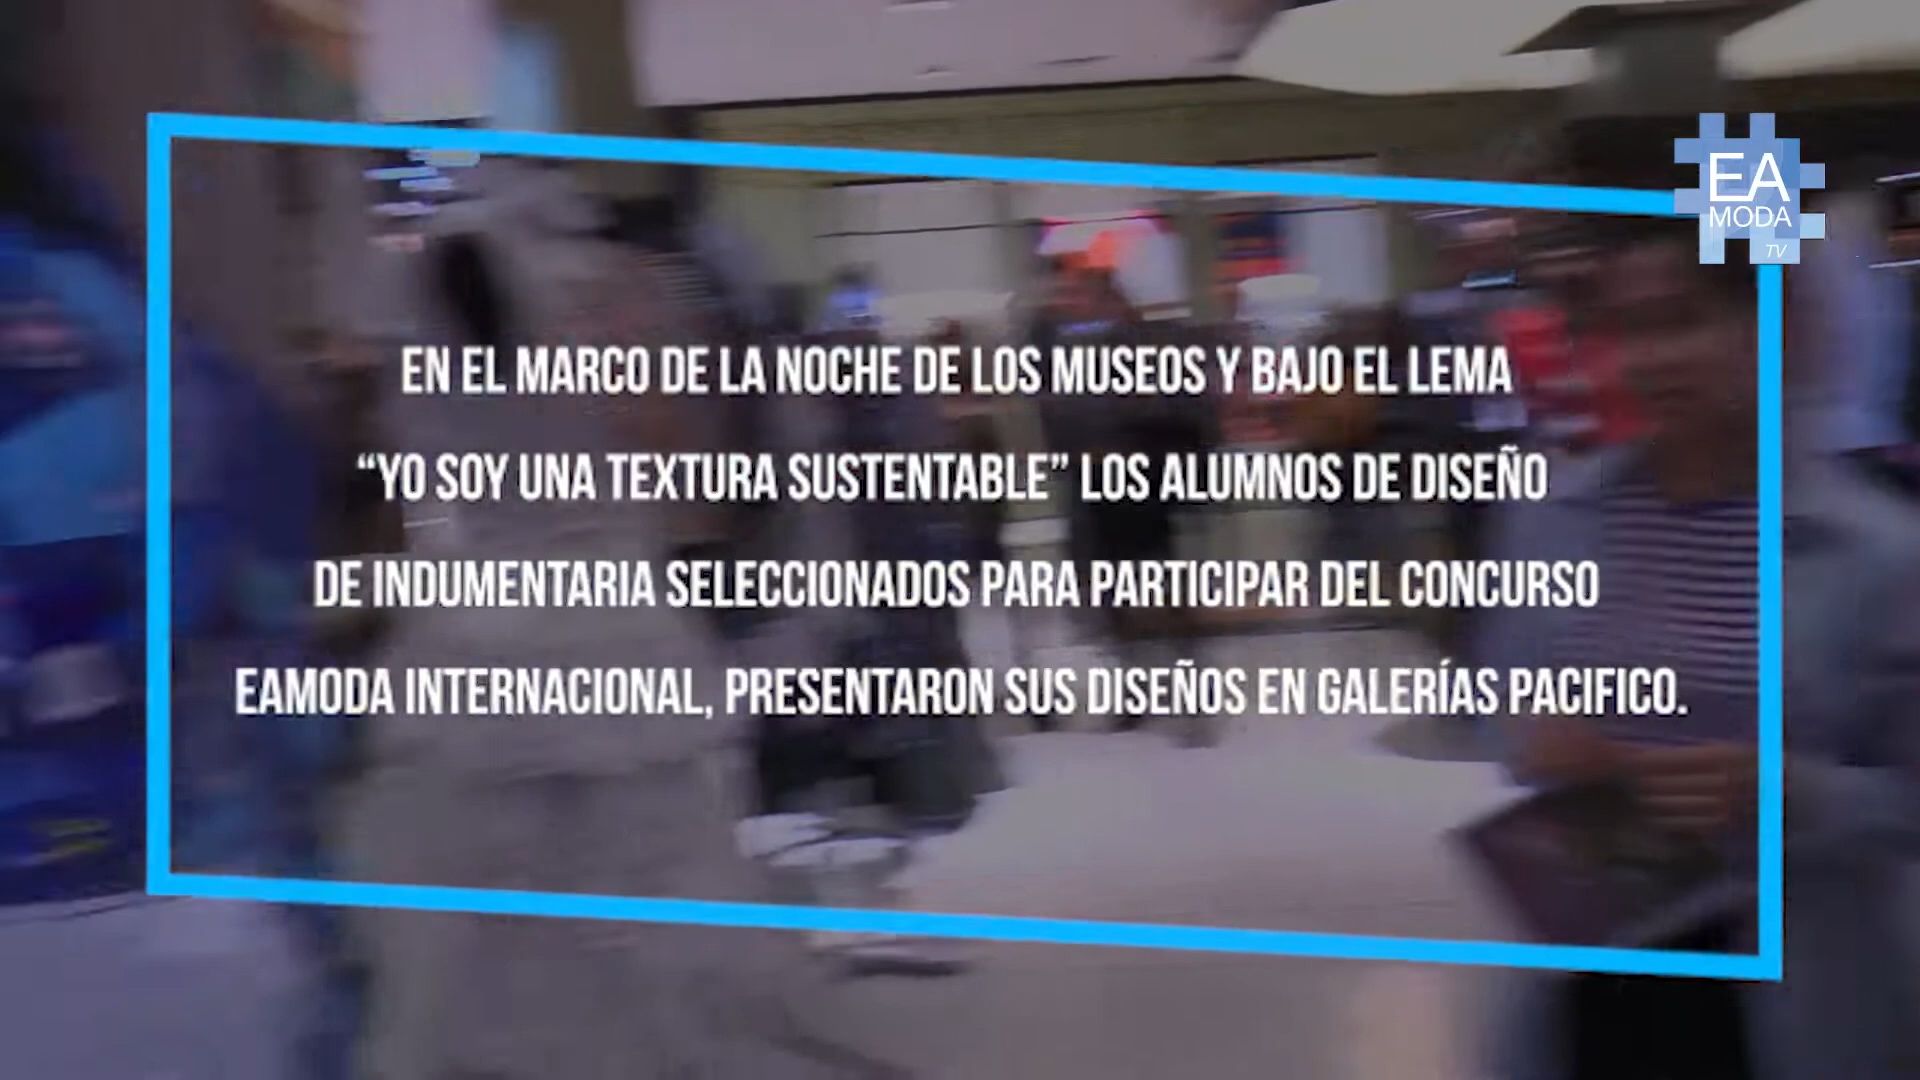 EA
MODA
TV
EN EL MARCO DE LA NOCHE DE LOS MUSEOS Y BAJO EL LEMA
“YO SOY UNA TEXTURA SUSTENTABLE” LOS ALUMNOS DE DISEÑO
DE INDUMENTARIA SELECCIONADOS PARA PARTICIPAR DEL CONCURSO
EAMODA INTERNACIONAL, PRESENTARON SUS DISEÑOS EN GALERÍAS PACIFICO.